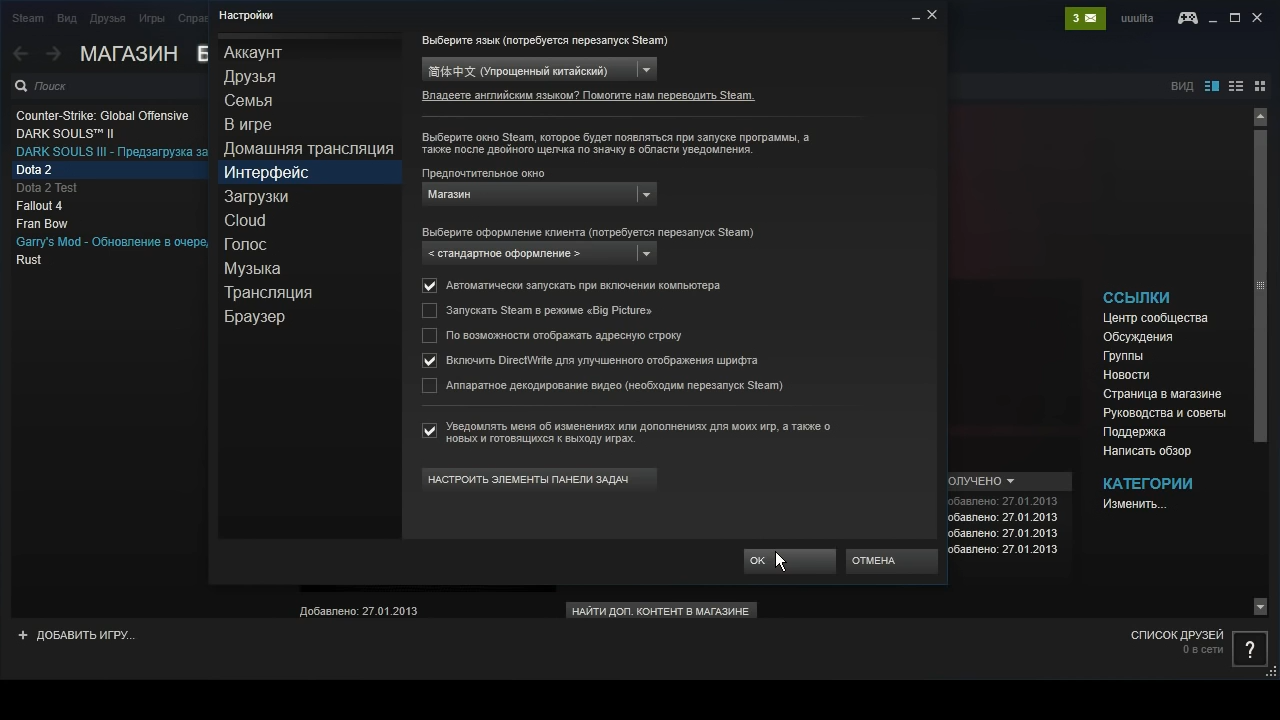 Steam Вид Друзья Игры
Настройки
3
uuulita
МАГАЗИН
Поиск
ВИД
Counter-Strike: Global Offensive
DARK SOULS™ II
DARK SOULS III - Предзагрузка за
Dota 2
Dota 2 Test
Fallout 4
Fran Bow
Garry's Mod - Обновление в очере
Rust
Аккаунт
Друзья
Семья
В игре
Домашняя трансляция
Интерфейс
Загрузки
Cloud
Голос
Музыка
Трансляция
Браузер
Выберите язык (потребуется перезапуск Steam)
简体中文 (Упрощенный китайский)
Владеете английским языком? Помогите нам переводить Steam.
Выберите окно Steam, которое будет появляться при запуске программы, а
также после двойного щелчка по значку в области уведомления.
Предпочтительное окно
Магазин
Выберите оформление клиента (потребуется перезапуск Steam)
< стандартное оформление >
Автоматически запускать при включении компьютера
Запускать Steam в режиме «Big Picture»
По возможности отображать адресную строку
Включить DirectWrite для улучшенного отображения шрифта
Аппаратное декодирование видео (необходим перезапуск Steam)
Уведомлять меня об изменениях или дополнениях для моих игр, а также о
новых и готовящихся к выходу играх.
НАСТРОИТЬ ЭЛЕМЕНТЫ ПАНЕЛИ ЗАДАЧ
OK
ОТМЕНА
ССЫЛКИ
Центр сообщества
Обсуждения
Группы
Новости
Страница в магазине
Руководства и советы
Поддержка
Написать обзор
КАТЕГОРИИ
Изменить...
ОЛУЧЕНО
обавлено: 27.01.2013
обавлено: 27.01.2013
обавлено: 27.01.2013
обавлено: 27.01.2013
Добавлено: 27.01.2013
НАЙТИ ДОП. КОНТЕНТ В МАГАЗИНЕ
+ ДОБАВИТЬ ИГРУ...
СПИСОК ДРУЗЕЙ
0 в сети
?